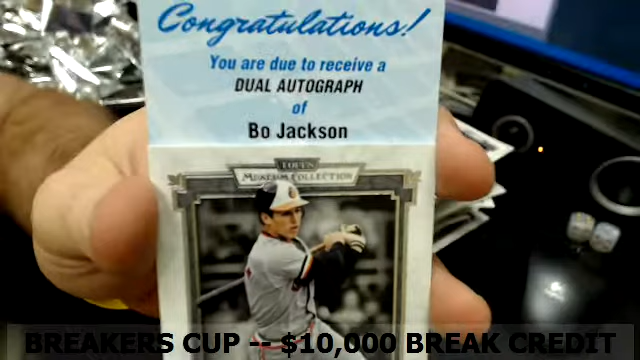 Congratulations!
You are due to receive a
DUAL AUTOGRAPH
of
Bo Jackson
TOPPS
MUSEUM COLLECTION
BREAKERS CUP -- $10,000 BREAK CREDIT